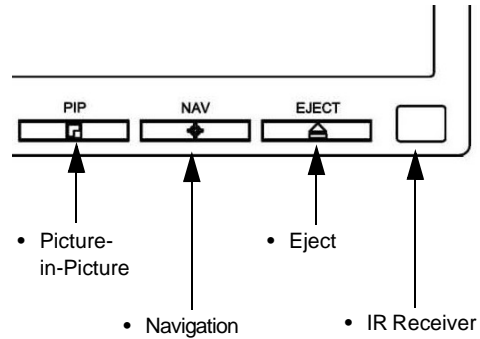 PIP NAV EJECT
• Picture-
in-Picture
• Eject
• Navigation
• IR Receiver